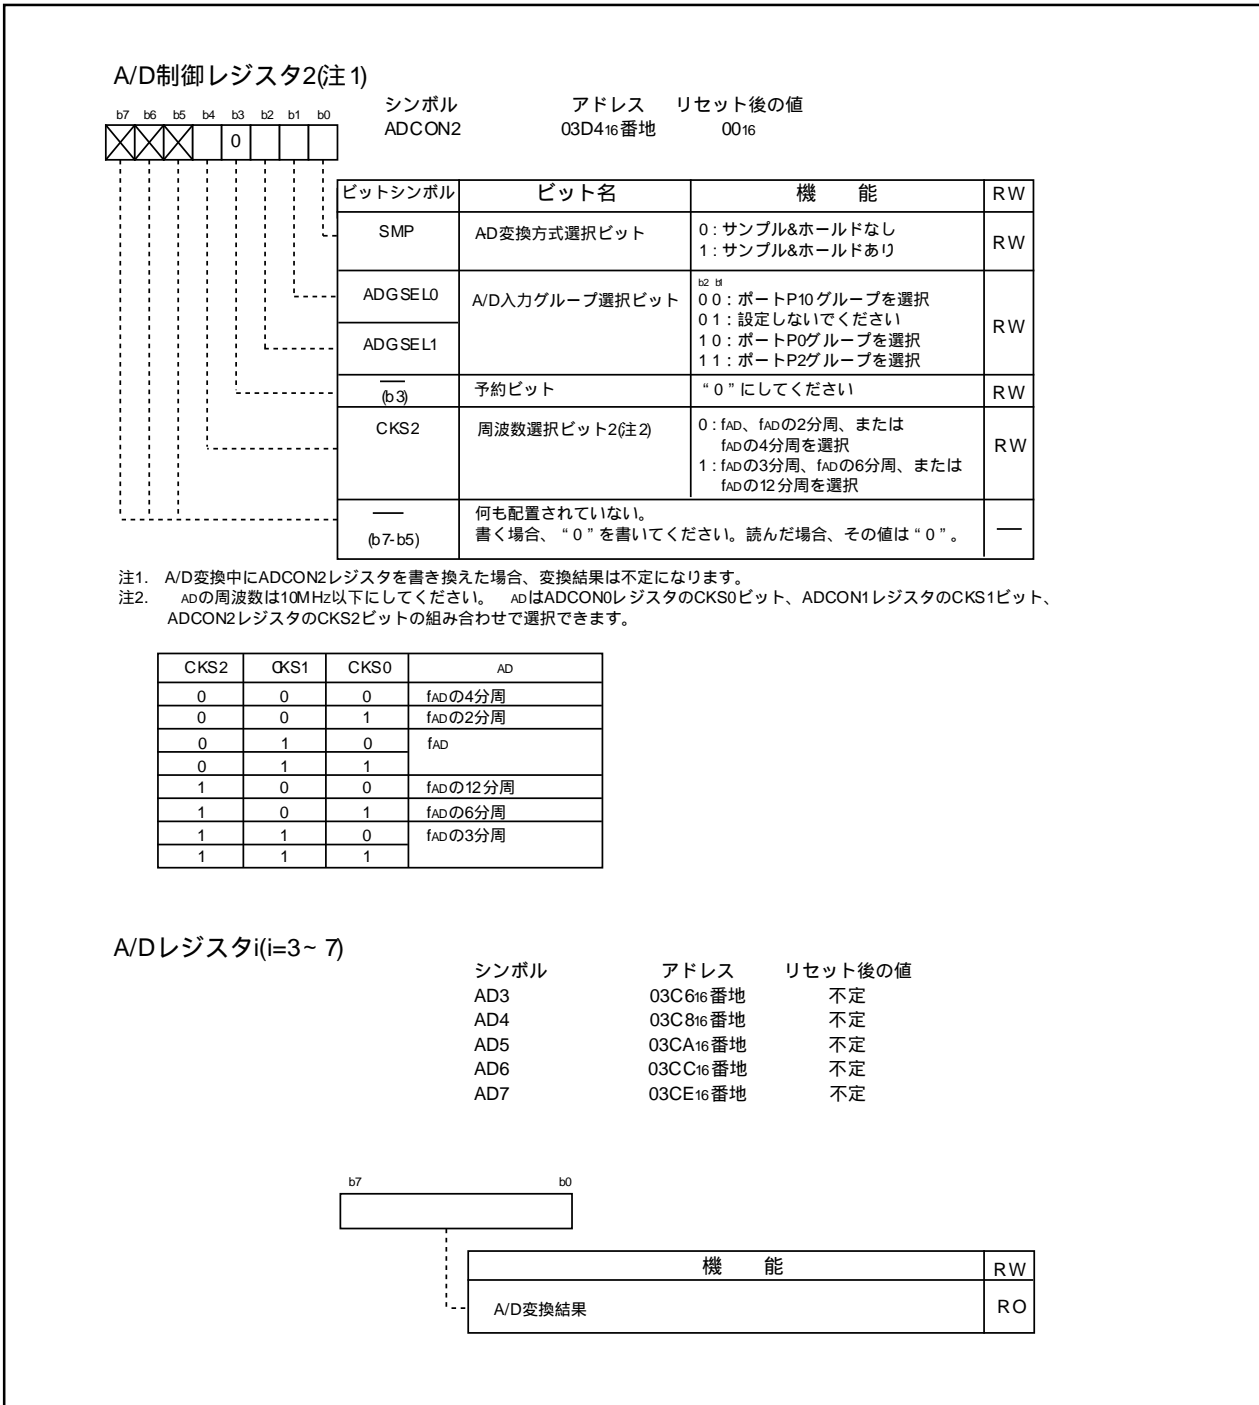 A/D制御レジスタ2(注1)
シンボル アドレス リセット後の値
ADCON2 03D416番地 0016
b7 b6 b5 b4 b3 b2 b1 b0
0
ビットシンボル ビット名 機 能 RW
SMP AD変換方式選択ビット 0:サンプル&ホールドなし RW
1:サンプル&ホールドあり
ADGSEL0 A/D入力グループ選択ビット b2 b1
0 0:ポートP10グループを選択
0 1:設定しないでください RW
ADGSEL1 1 0:ポートP0グループを選択
1 1:ポートP2グループを選択
(b3) 予約ビット “0”にしてください RW
CKS2 周波数選択ビット2(注2) 0:fAD、fADの2分周、または
fADの4分周を選択 RW
1:fADの3分周、fADの6分周、または
fADの12分周を選択
(b7-b5) 何も配置されていない。
書く場合、“0”を書いてください。読んだ場合、その値は“0”。 —
注1. A/D変換中にADCON2レジスタを書き換えた場合、変換結果は不定になります。
注2. ADの周波数は10MHz以下にしてください。 ADはADCON0レジスタのCKS0ビット、ADCON1レジスタのCKS1ビット、
ADCON2レジスタのCKS2ビットの組み合わせで選択できます。
CKS2 CKS1 CKS0 AD
0 0 0 fADの4分周
0 0 1 fADの2分周
0 1 0 fAD
0 1 1
1 0 0 fADの12分周
1 0 1 fADの6分周
1 1 0 fADの3分周
1 1 1
A/Dレジスタi(i=3~7)
シンボル アドレス リセット後の値
AD3 03C616番地 不定
AD4 03C816番地 不定
AD5 03CA16番地 不定
AD6 03CC16番地 不定
AD7 03CE16番地 不定
b7 b0
機 能 RW
A/D変換結果 RO